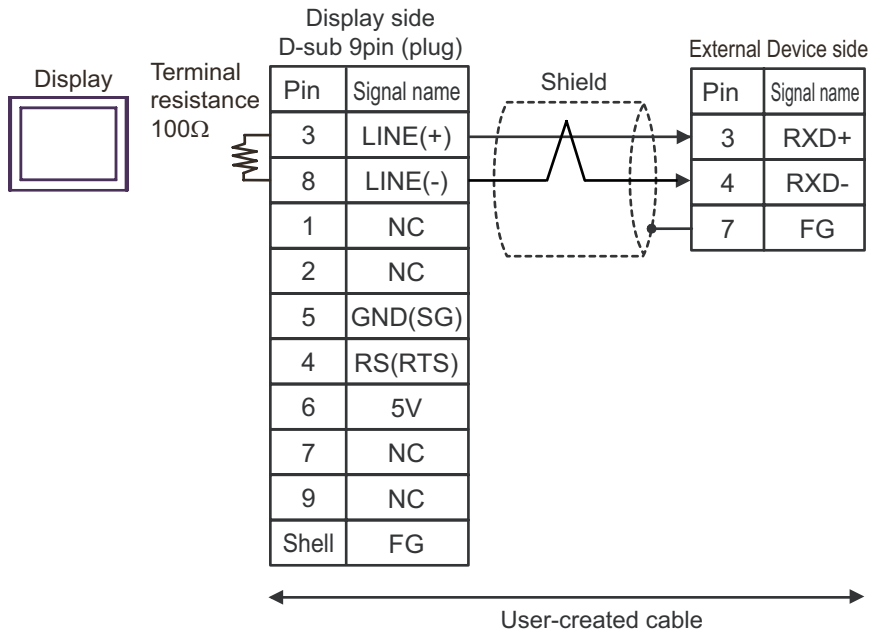 Display side
D-sub 9pin (plug)
External Device side
Display
Terminal
resistance
100Ω
Shield
Pin Signal name
3 LINE(+)
8 LINE(-)
1 NC
2 NC
5 GND(SG)
4 RS(RTS)
6 5V
7 NC
9 NC
Shell FG
Pin Signal name
3 RXD+
4 RXD-
7 FG
User-created cable